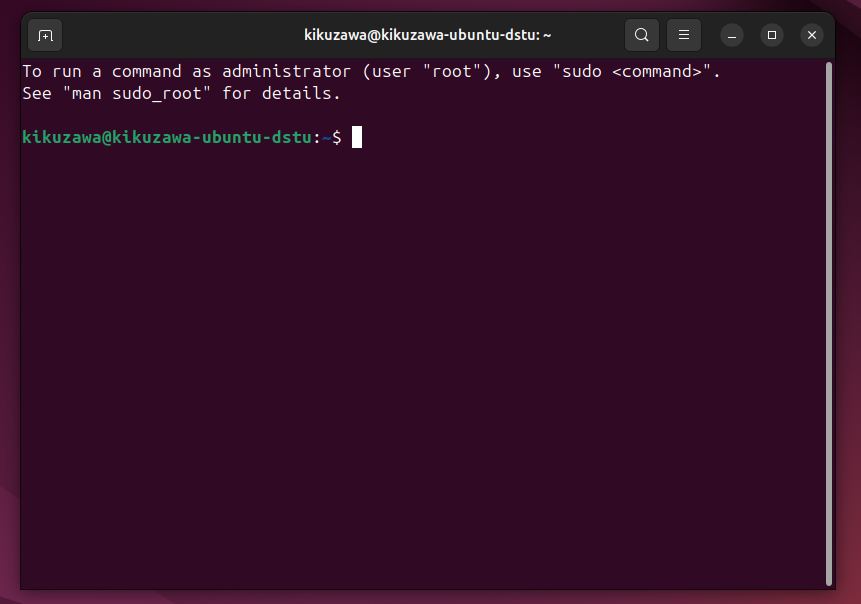 kikuzawa@kikuzawa-ubuntu-dstu: ~
To run a command as administrator (user "root"), use "sudo <command>".
See "man sudo_root" for details.
kikuzawa@kikuzawa-ubuntu-dstu:~$